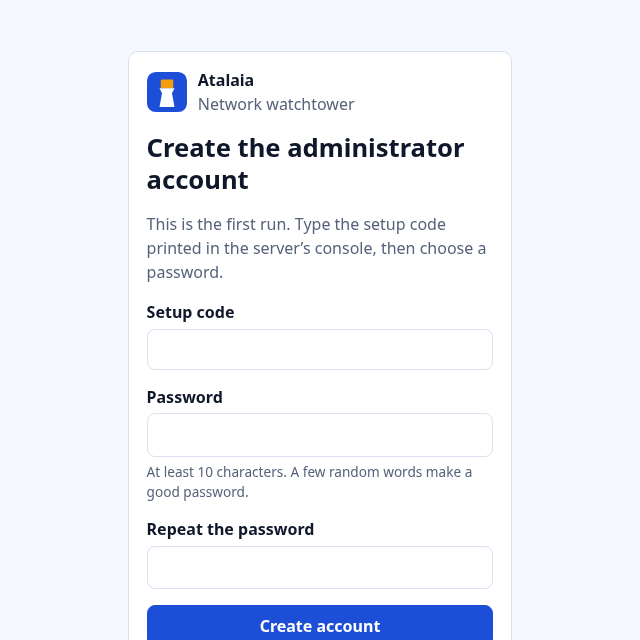 Atalaia
Network watchtower
Create the administrator
account
This is the first run. Type the setup code
printed in the server’s console, then choose a
password.
Setup code
Password
At least 10 characters. A few random words make a
good password.
Repeat the password
Create account